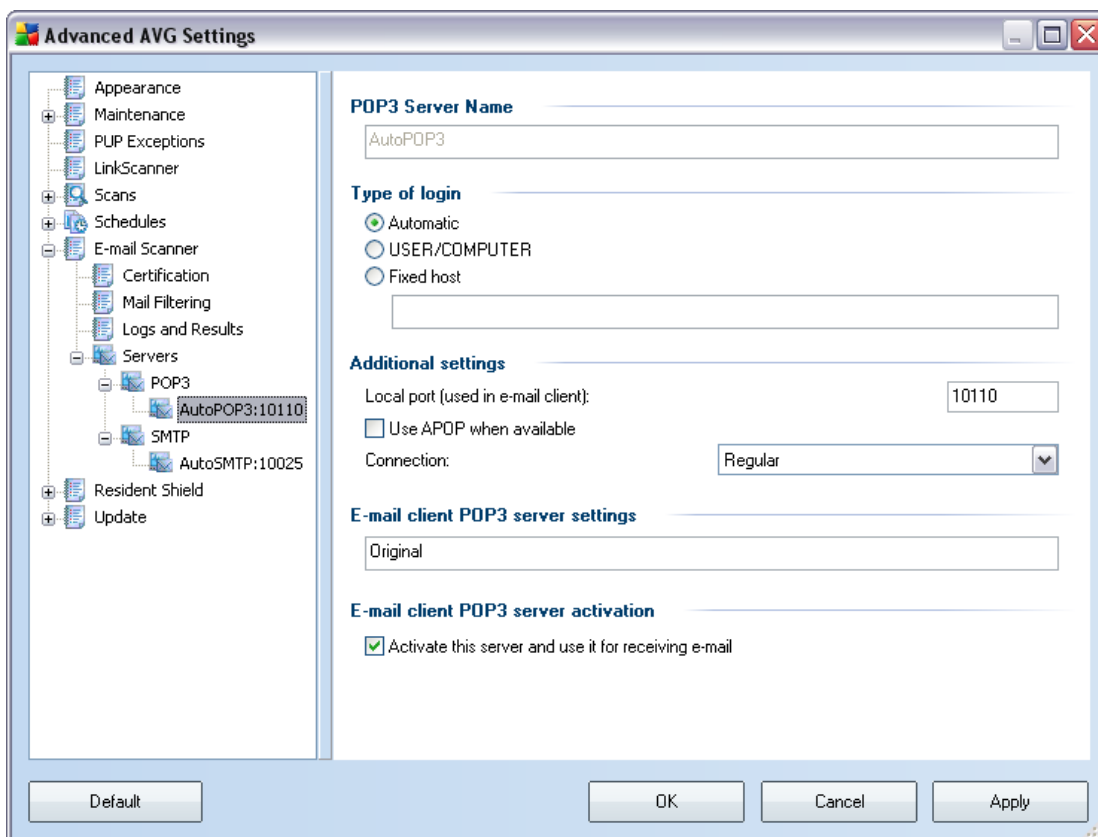 Advanced AVG Settings
Appearance
Maintenance
PUP Exceptions
LinkScanner
Scans
Schedules
E-mail Scanner
Certification
Mail Filtering
Logs and Results
Servers
POP3
AutoPOP3:10110
SMTP
AutoSMTP:10025
Resident Shield
Update
POP3 Server Name
AutoPOP3
Type of login
Automatic
USER/COMPUTER
Fixed host
Additional settings
Local port (used in e-mail client): 10110
Use APOP when available
Connection: Regular
E-mail client POP3 server settings
Original
E-mail client POP3 server activation
Activate this server and use it for receiving e-mail
Default OK Cancel Apply